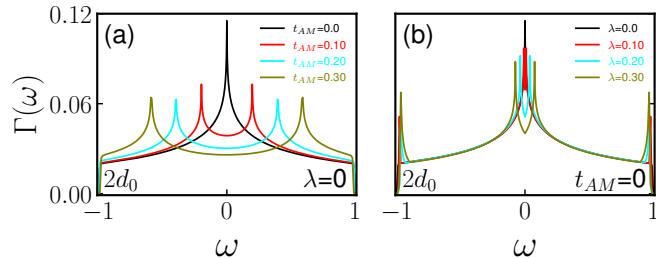 (a)
t_AM=0.0
t_AM=0.10
t_AM=0.20
t_AM=0.30
0.12
0.06
0.00
Γ(ω)
2d₀
λ=0
−1
0
1
ω
(b)
λ=0.0
λ=0.10
λ=0.20
λ=0.30
2d₀
t_AM=0
−1
0
1
ω